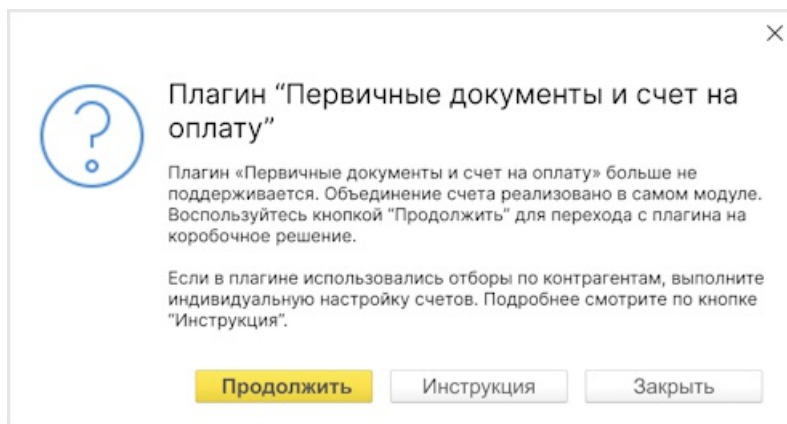 Плагин “Первичные документы и счет на
оплату”
Плагин «Первичные документы и счет на оплату» больше не
поддерживается. Объединение счета реализовано в самом модуле.
Воспользуйтесь кнопкой “Продолжить” для перехода с плагина на
коробочное решение.
Если в плагине использовались отборы по контрагентам, выполните
индивидуальную настройку счетов. Подробнее смотрите по кнопке
“Инструкция”.
Продолжить
Инструкция
Закрыть